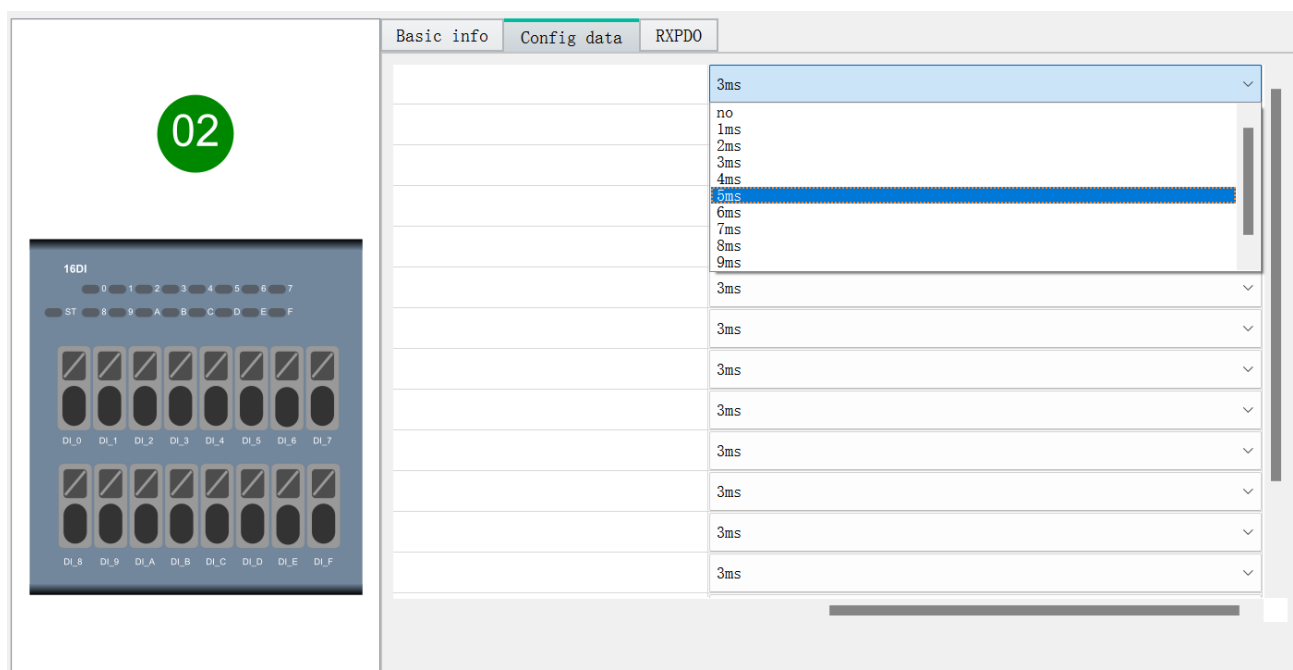 Basic info Config data RXPDO
02
3ms
no
1ms
2ms
3ms
4ms
5ms
6ms
7ms
8ms
9ms
3ms
3ms
3ms
3ms
3ms
3ms
3ms
3ms
16DI
0 1 2 3 4 5 6 7
ST 8 9 A B C D E F
DI_0 DI_1 DI_2 DI_3 DI_4 DI_5 DI_6 DI_7
DI_8 DI_9 DI_A DI_B DI_C DI_D DI_E DI_F